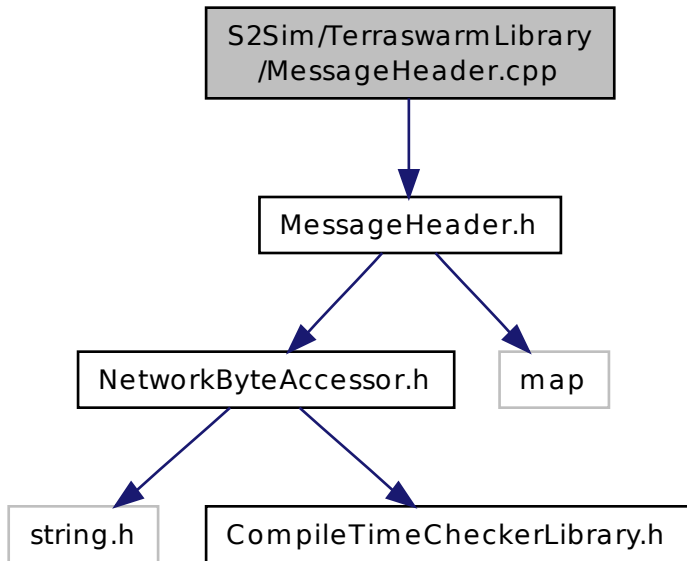 S2Sim/TerraswarmLibrary
/MessageHeader.cpp
MessageHeader.h
NetworkByteAccessor.h
map
string.h
CompileTimeCheckerLibrary.h